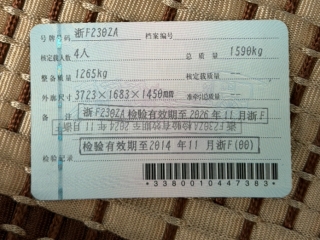 号牌号码 浙F230ZA 档案编号
核定载人数 4人 总质量 1590kg
整备质量 1265kg 核定载质量 --
外廓尺寸 3723×1683×1450mm 准牵引总质量 --
备注 浙F230ZA 检验有效期至2026年11月浙F
检验有效期至2014年11月浙F(00)
检验记录
*3380010447383*